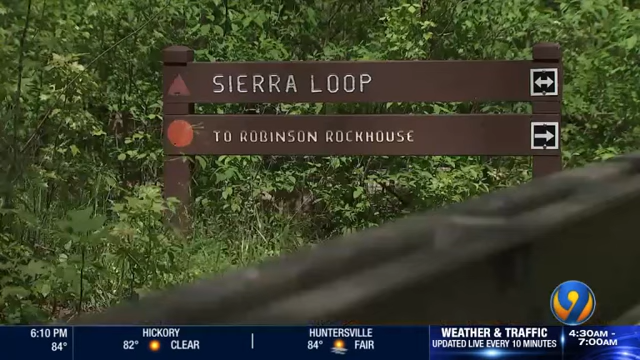 SIERRA LOOP
TO ROBINSON ROCKHOUSE
9
6:10 PM
84°
HICKORY
82° CLEAR
HUNTERSVILLE
84° FAIR
WEATHER & TRAFFIC
UPDATED LIVE EVERY 10 MINUTES
4:30AM-
7:00AM